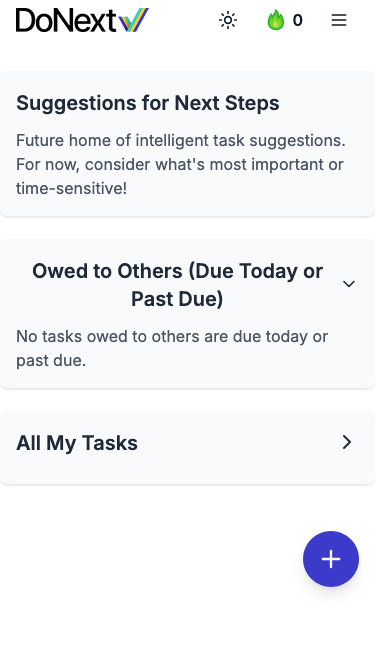 DoNext
0
Suggestions for Next Steps
Future home of intelligent task suggestions.
For now, consider what's most important or
time-sensitive!
Owed to Others (Due Today or
Past Due)
No tasks owed to others are due today or
past due.
All My Tasks